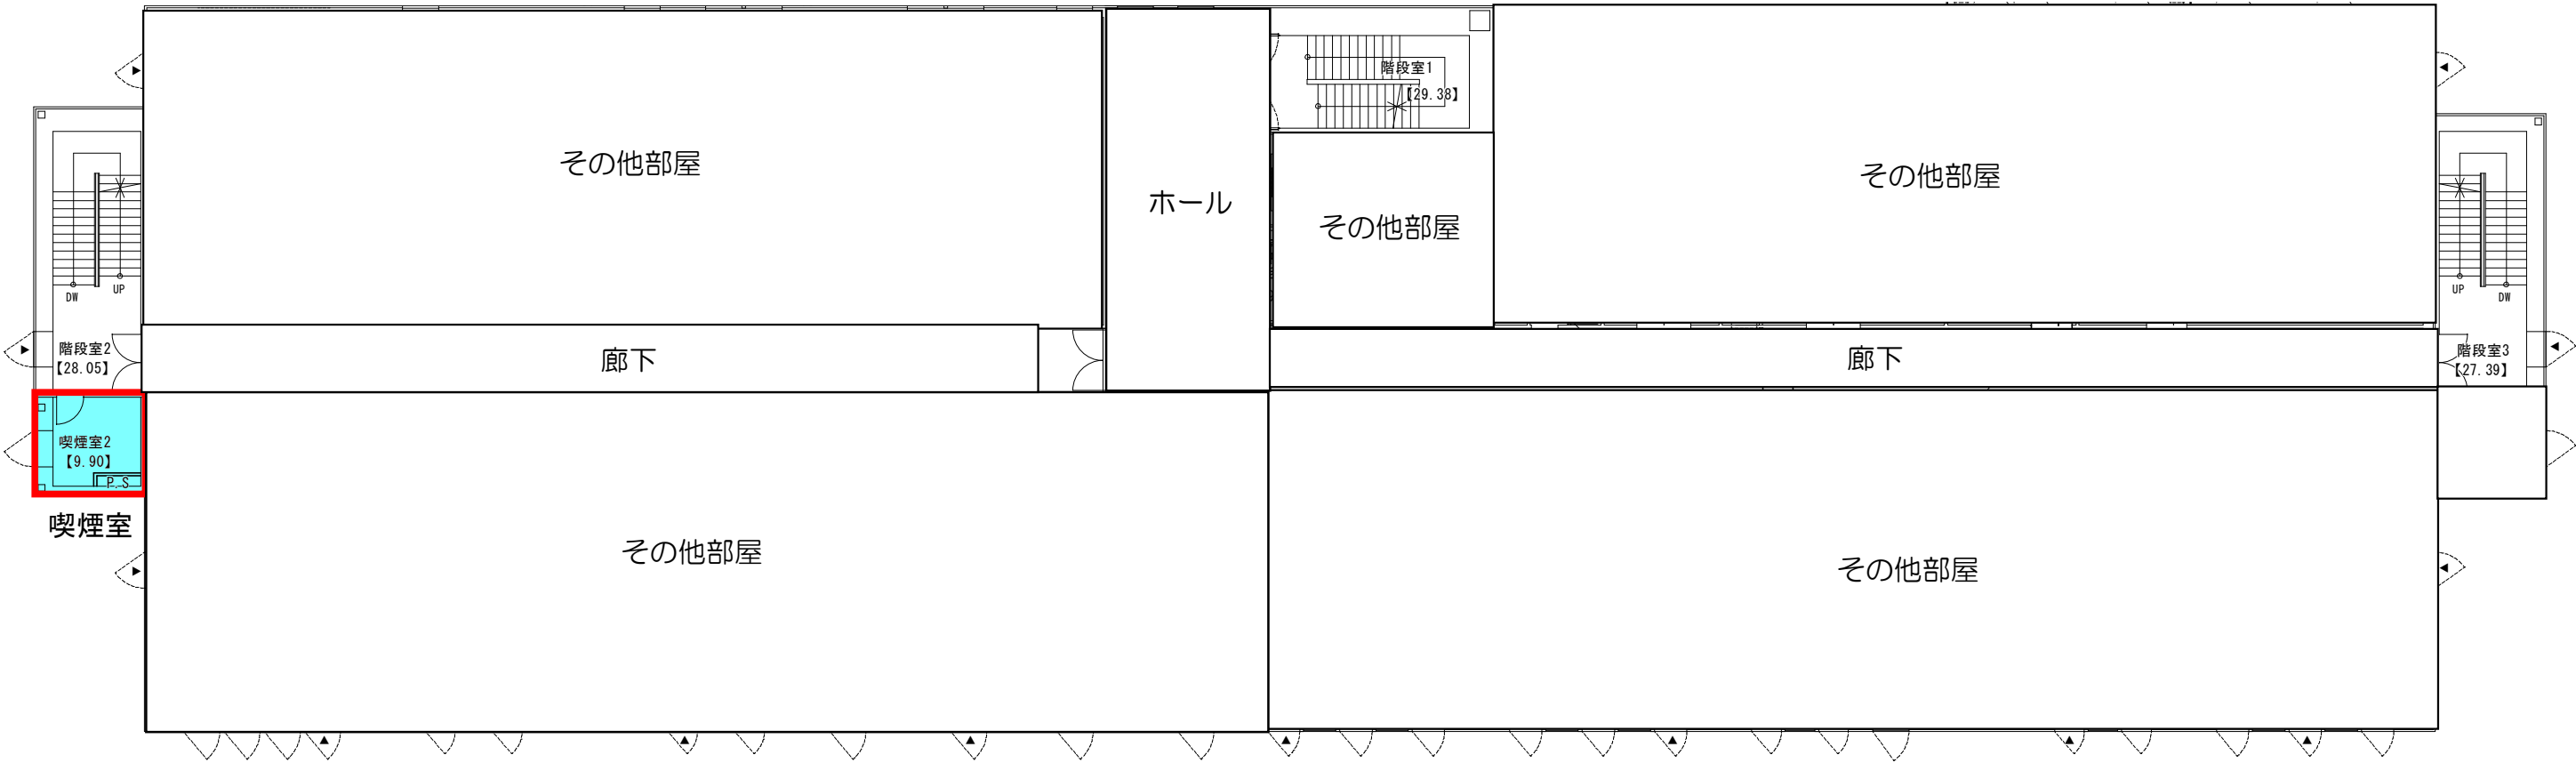 階段室1
【29.38】
その他部屋
その他部屋
ホール
その他部屋
DW
UP
UP
DW
階段室2
【28.05】
廊下
廊下
階段室3
【27.39】
喫煙室2
【9.90】
P.S
喫煙室
その他部屋
その他部屋